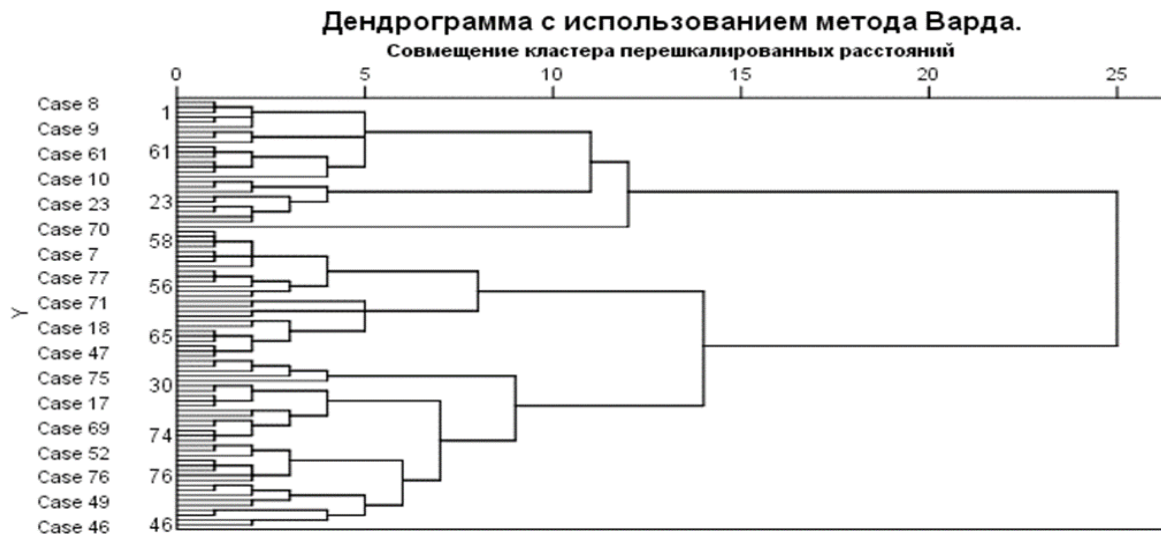 Дендрограмма с использованием метода Варда.
Совмещение кластера перешкалированных расстояний
0 5 10 15 20 25
Case 8
1
Case 9
61
Case 61
Case 10
23
Case 23
Case 70
58
Case 7
Case 77
56
Case 71
Y
Case 18
65
Case 47
Case 75
30
Case 17
Case 69
74
Case 52
Case 76
76
Case 49
Case 46
46